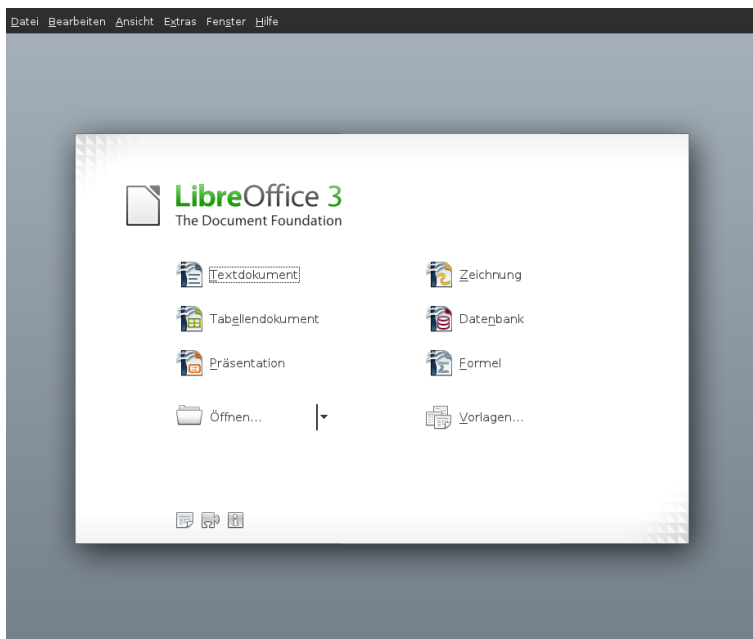 Datei Bearbeiten Ansicht Extras Fenster Hilfe
LibreOffice 3
The Document Foundation
Textdokument
Zeichnung
Tabellendokument
Datenbank
Präsentation
Formel
Öffnen...
Vorlagen...